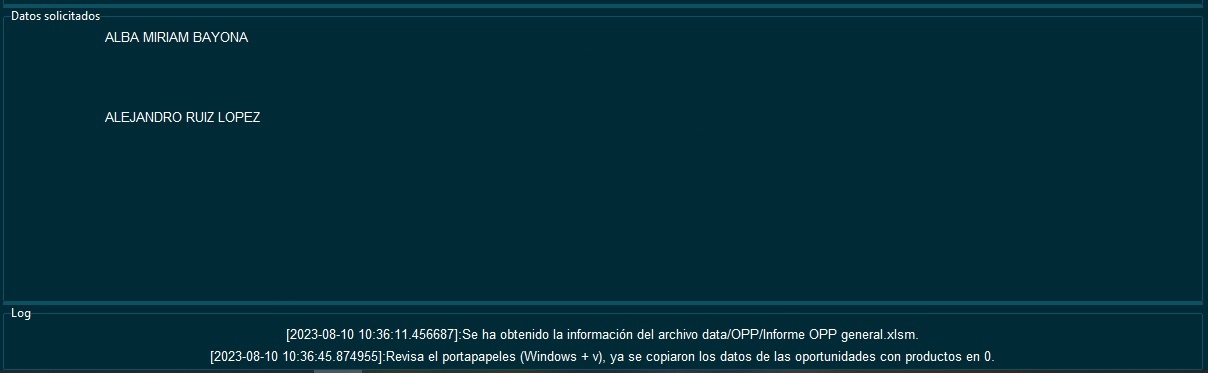 Datos solicitados
ALBA MIRIAM BAYONA
ALEJANDRO RUIZ LOPEZ
Log
[2023-08-10 10:36:11.456687]:Se ha obtenido la información del archivo data/OPP/Informe OPP general.xlsm.
[2023-08-10 10:36:45.874955]:Revisa el portapapeles (Windows + v), ya se copiaron los datos de las oportunidades con productos en 0.